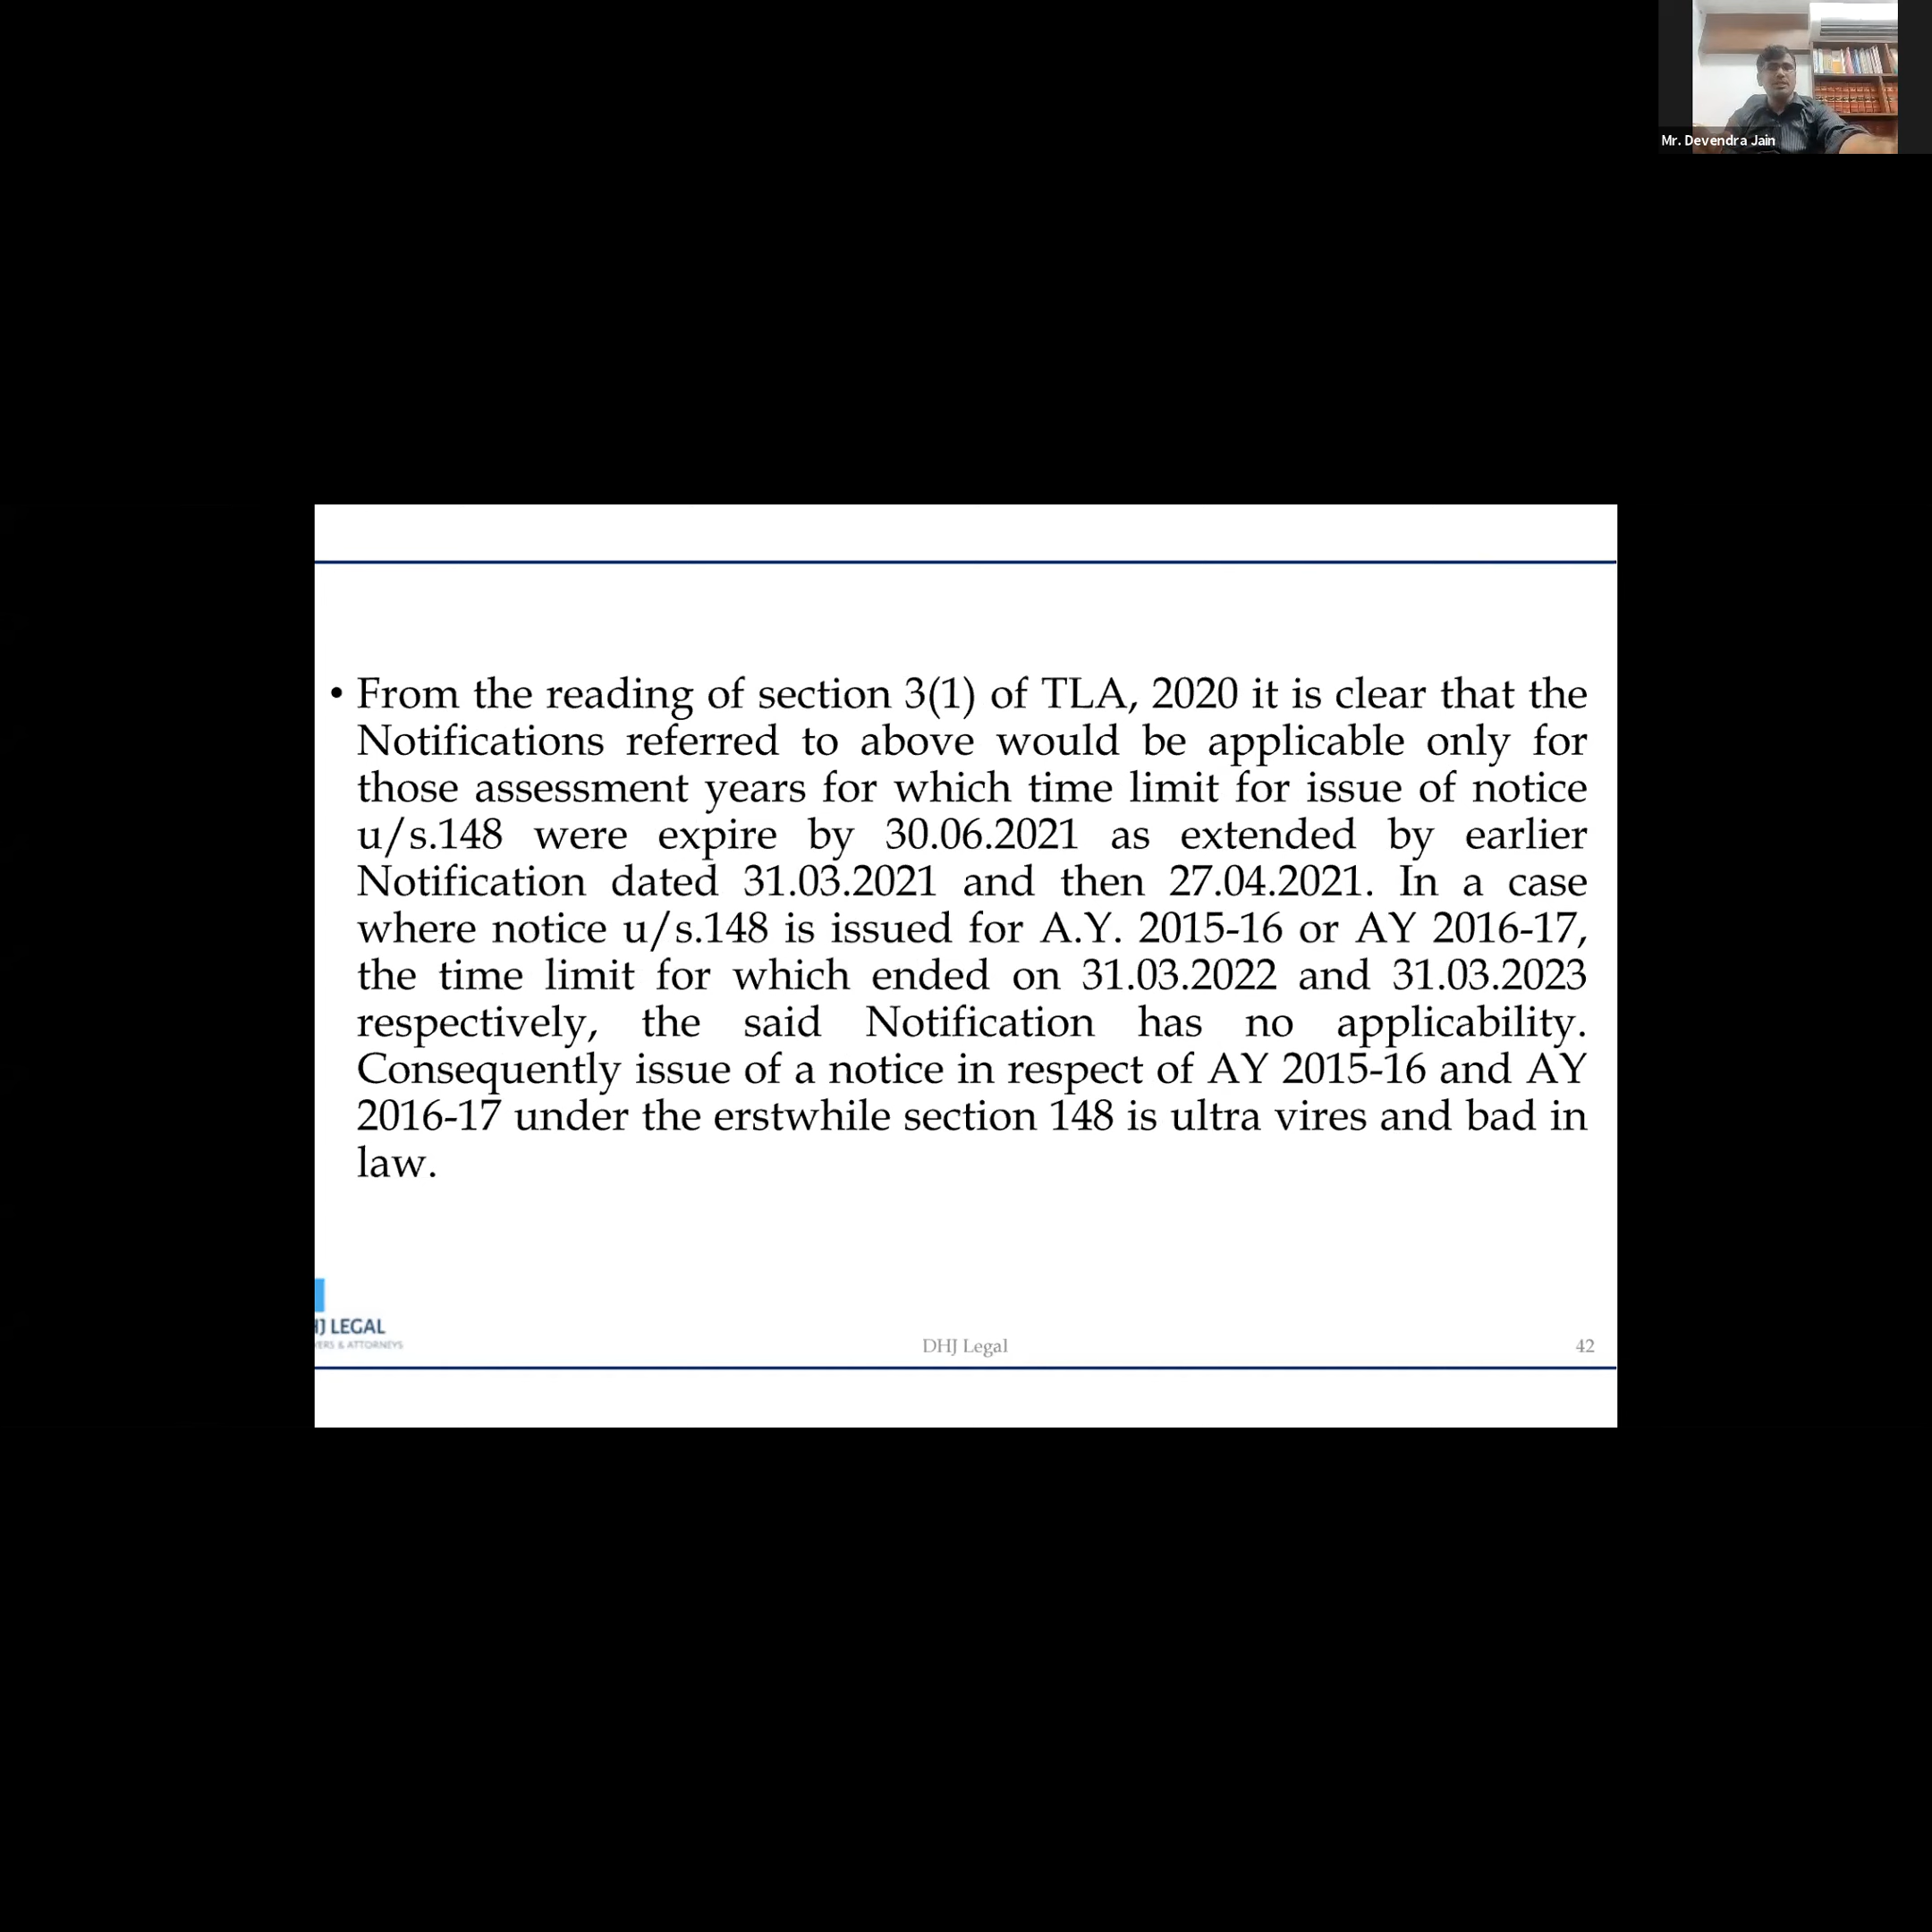 Mr. Devendra Jain
• From the reading of section 3(1) of TLA, 2020 it is clear that the
Notifications referred to above would be applicable only for
those assessment years for which time limit for issue of notice
u/s.148 were expire by 30.06.2021 as extended by earlier
Notification dated 31.03.2021 and then 27.04.2021. In a case
where notice u/s.148 is issued for A.Y. 2015-16 or AY 2016-17,
the time limit for which ended on 31.03.2022 and 31.03.2023
respectively, the said Notification has no applicability.
Consequently issue of a notice in respect of AY 2015-16 and AY
2016-17 under the erstwhile section 148 is ultra vires and bad in
law.
LEGAL
& ATTORNEYS
DHJ Legal
42